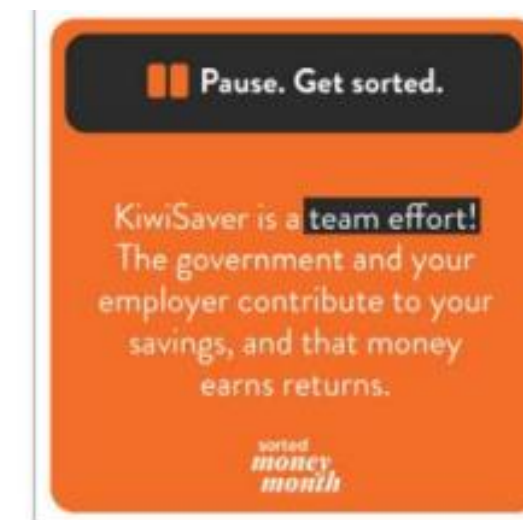 Pause. Get sorted.
KiwiSaver is a team effort!
The government and your
employer contribute to your
savings, and that money
earns returns.
sorted
money
month